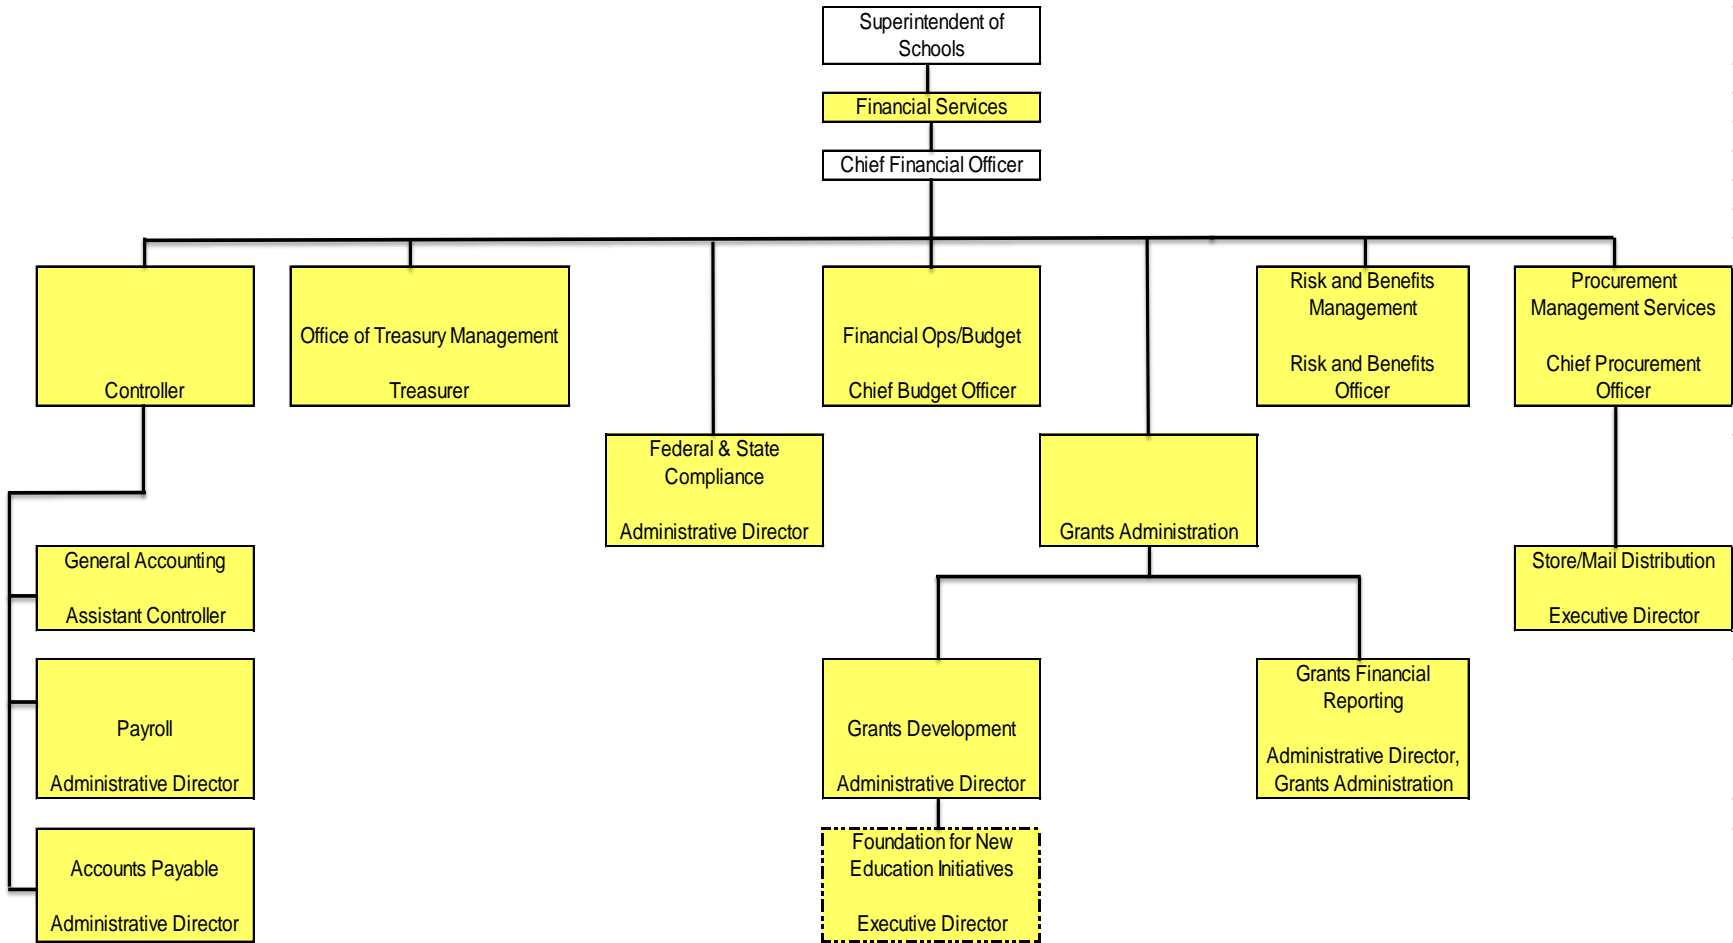 Superintendent of
Schools
Financial Services
Chief Financial Officer
Controller
Office of Treasury Management
Treasurer
Federal & State
Compliance
Administrative Director
Financial Ops/Budget
Chief Budget Officer
Grants Administration
Risk and Benefits
Management
Risk and Benefits
Officer
Procurement
Management Services
Chief Procurement
Officer
General Accounting
Assistant Controller
Payroll
Administrative Director
Accounts Payable
Administrative Director
Grants Development
Administrative Director
Foundation for New
Education Initiatives
Executive Director
Grants Financial
Reporting
Administrative Director,
Grants Administration
Store/Mail Distribution
Executive Director